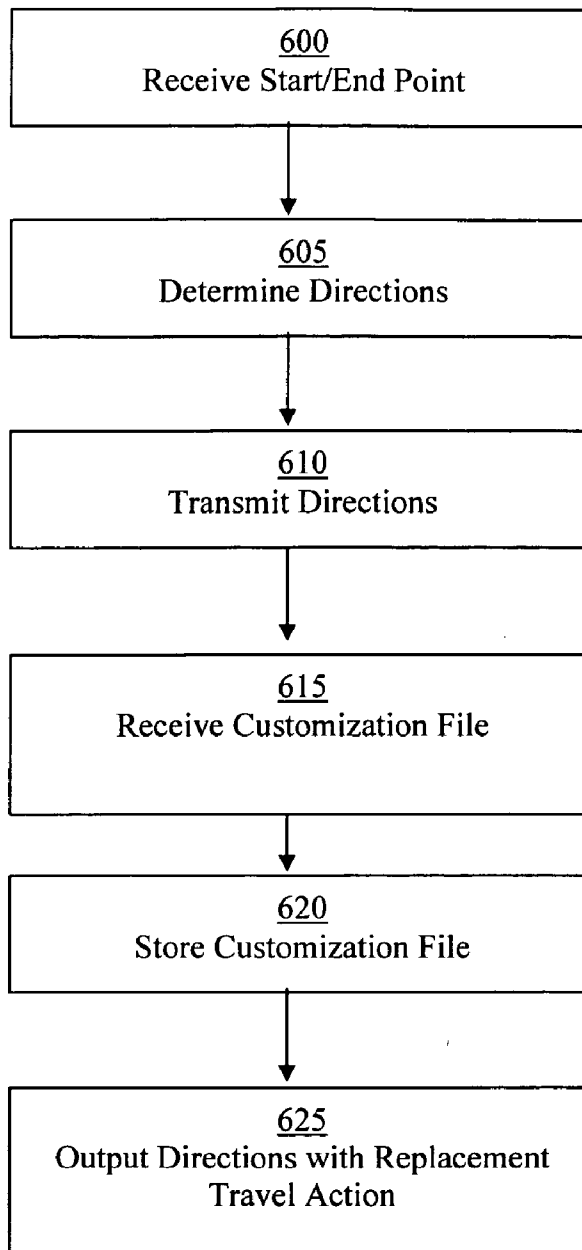 600
Receive Start/End Point
605
Determine Directions
610
Transmit Directions
615
Receive Customization File
620
Store Customization File
625
Output Directions with Replacement
Travel Action